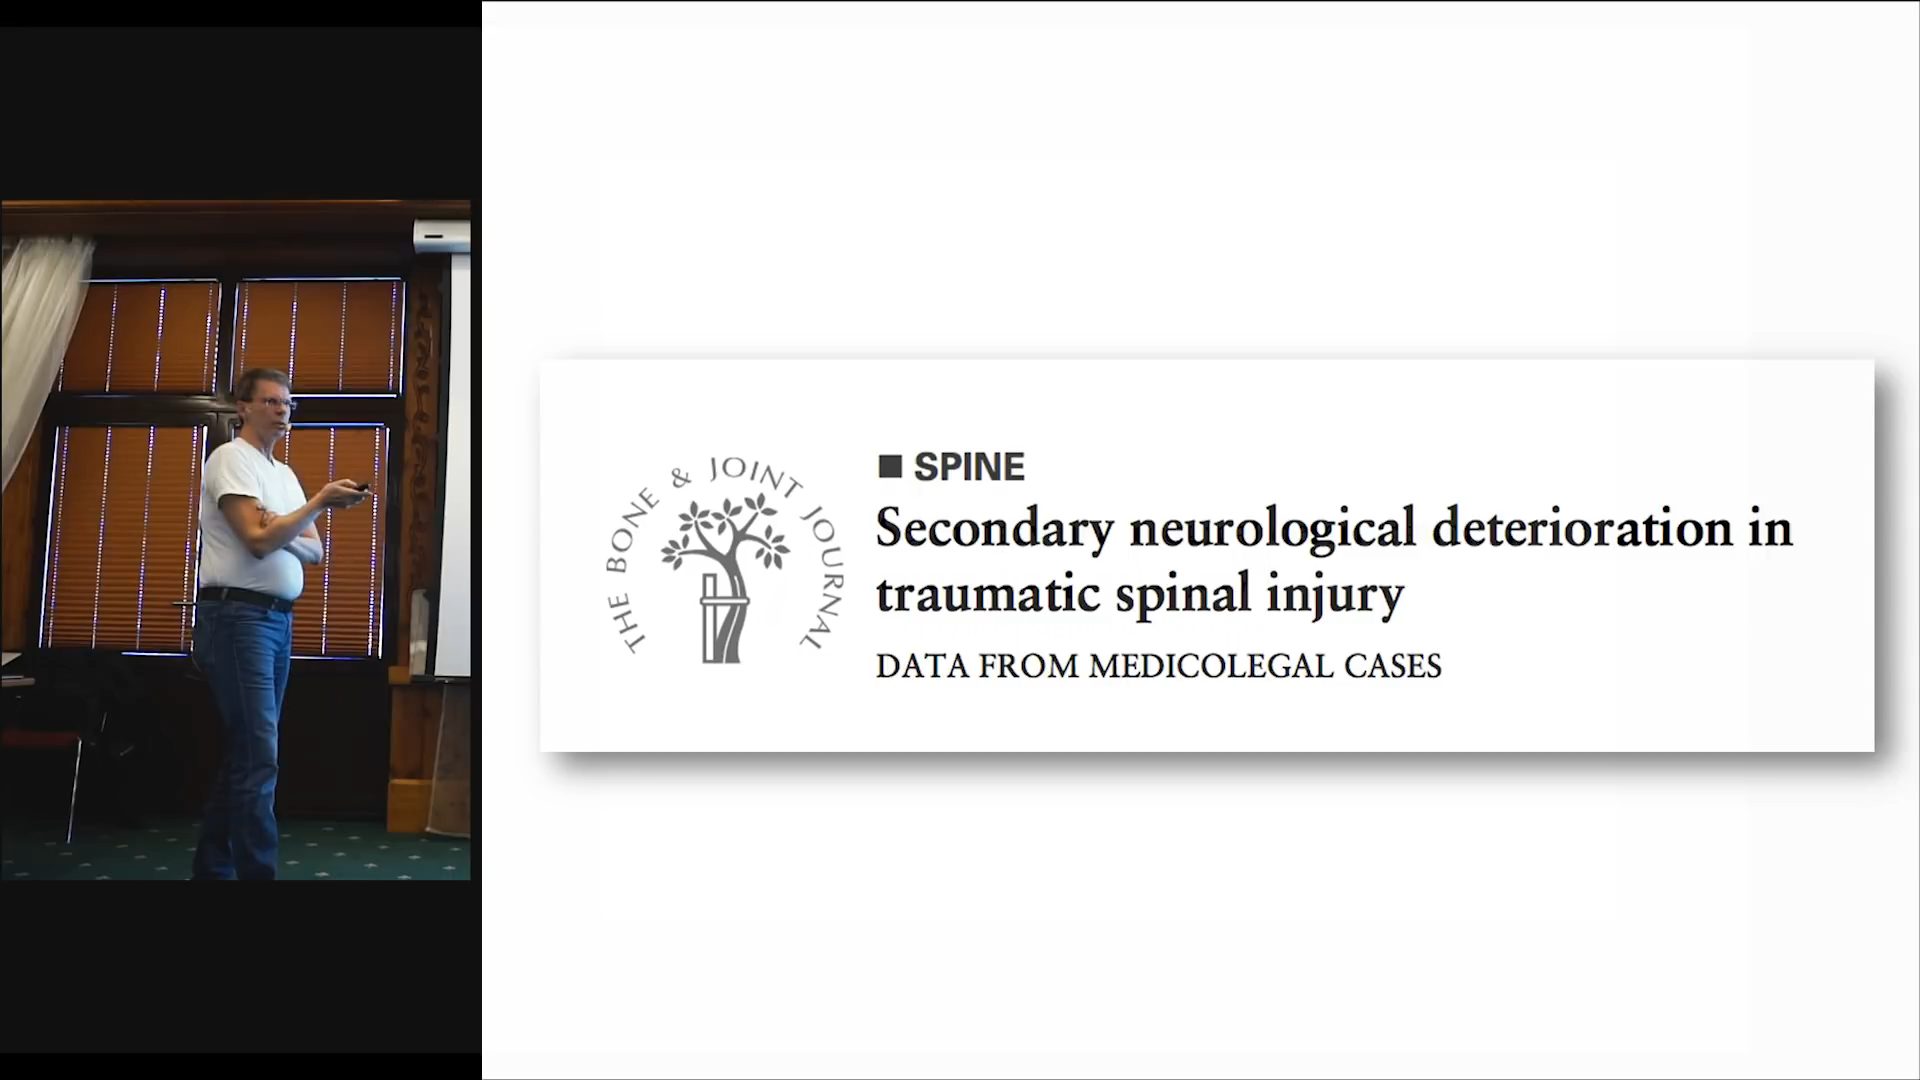 THE BONE & JOINT JOURNAL
■ SPINE
Secondary neurological deterioration in
traumatic spinal injury
DATA FROM MEDICOLEGAL CASES